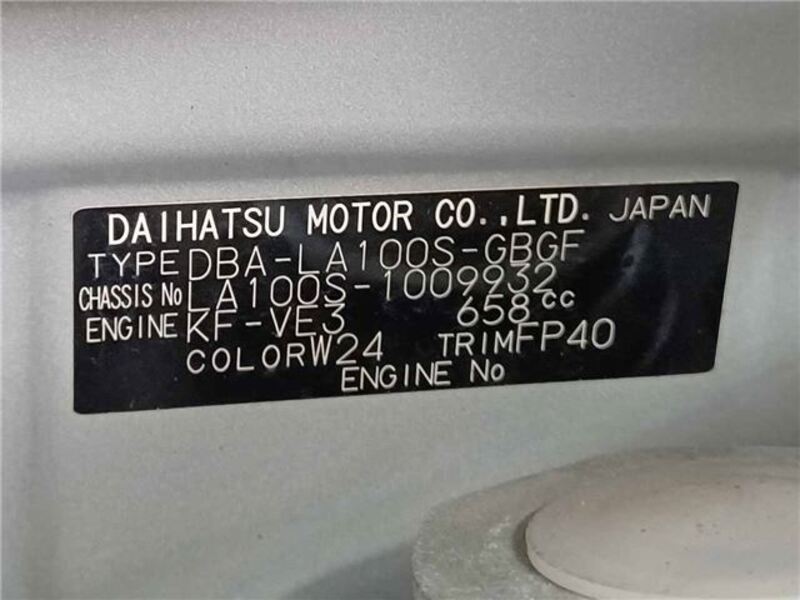 DAIHATSU MOTOR CO.,LTD. JAPAN
TYPE DBA-LA100S-GBGF
CHASSIS No LA100S-1009932
ENGINE KF-VE3 658cc
COLOR W24 TRIM FP40
ENGINE No